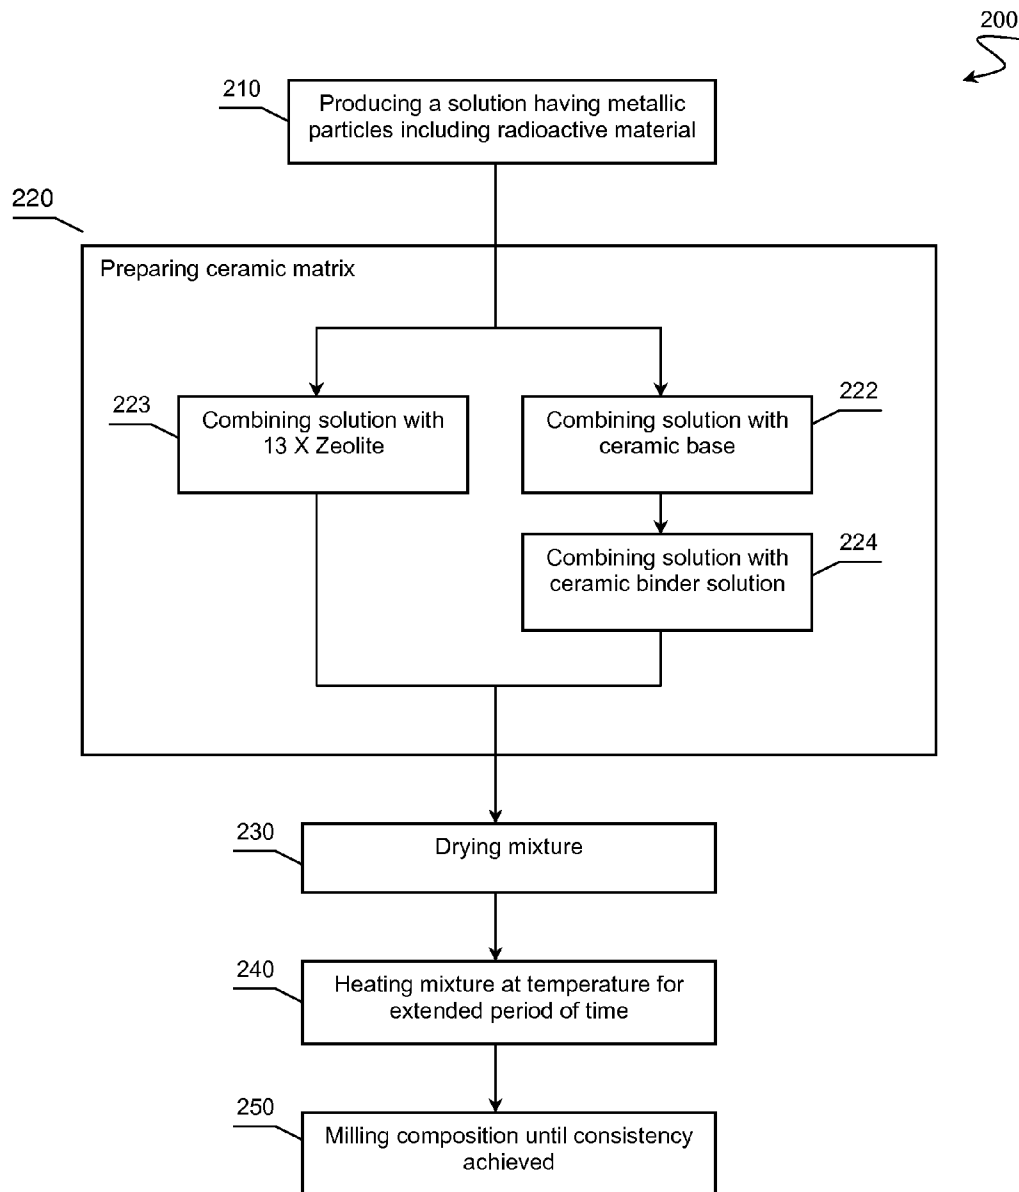 200
210
Producing a solution having metallic
particles including radioactive material
220
Preparing ceramic matrix
223
Combining solution with
13 X Zeolite
222
Combining solution with
ceramic base
224
Combining solution with
ceramic binder solution
230
Drying mixture
240
Heating mixture at temperature for
extended period of time
250
Milling composition until consistency
achieved